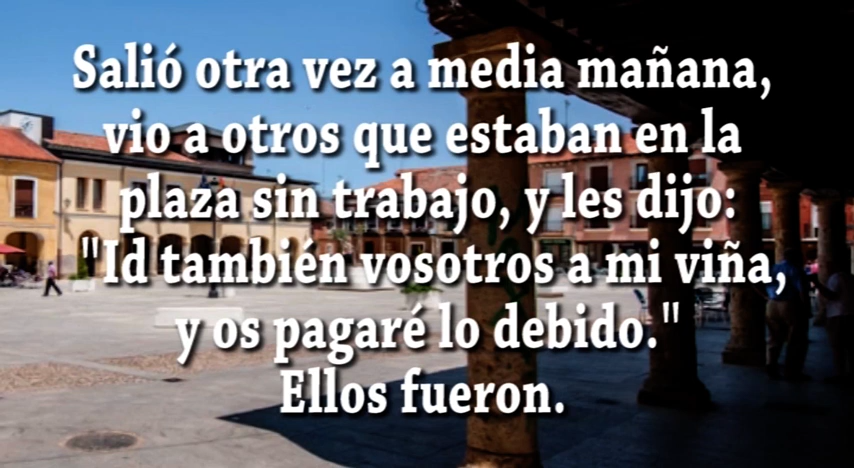 Salió otra vez a media mañana,
vio a otros que estaban en la
plaza sin trabajo, y les dijo:
"Id también vosotros a mi viña,
y os pagaré lo debido."
Ellos fueron.